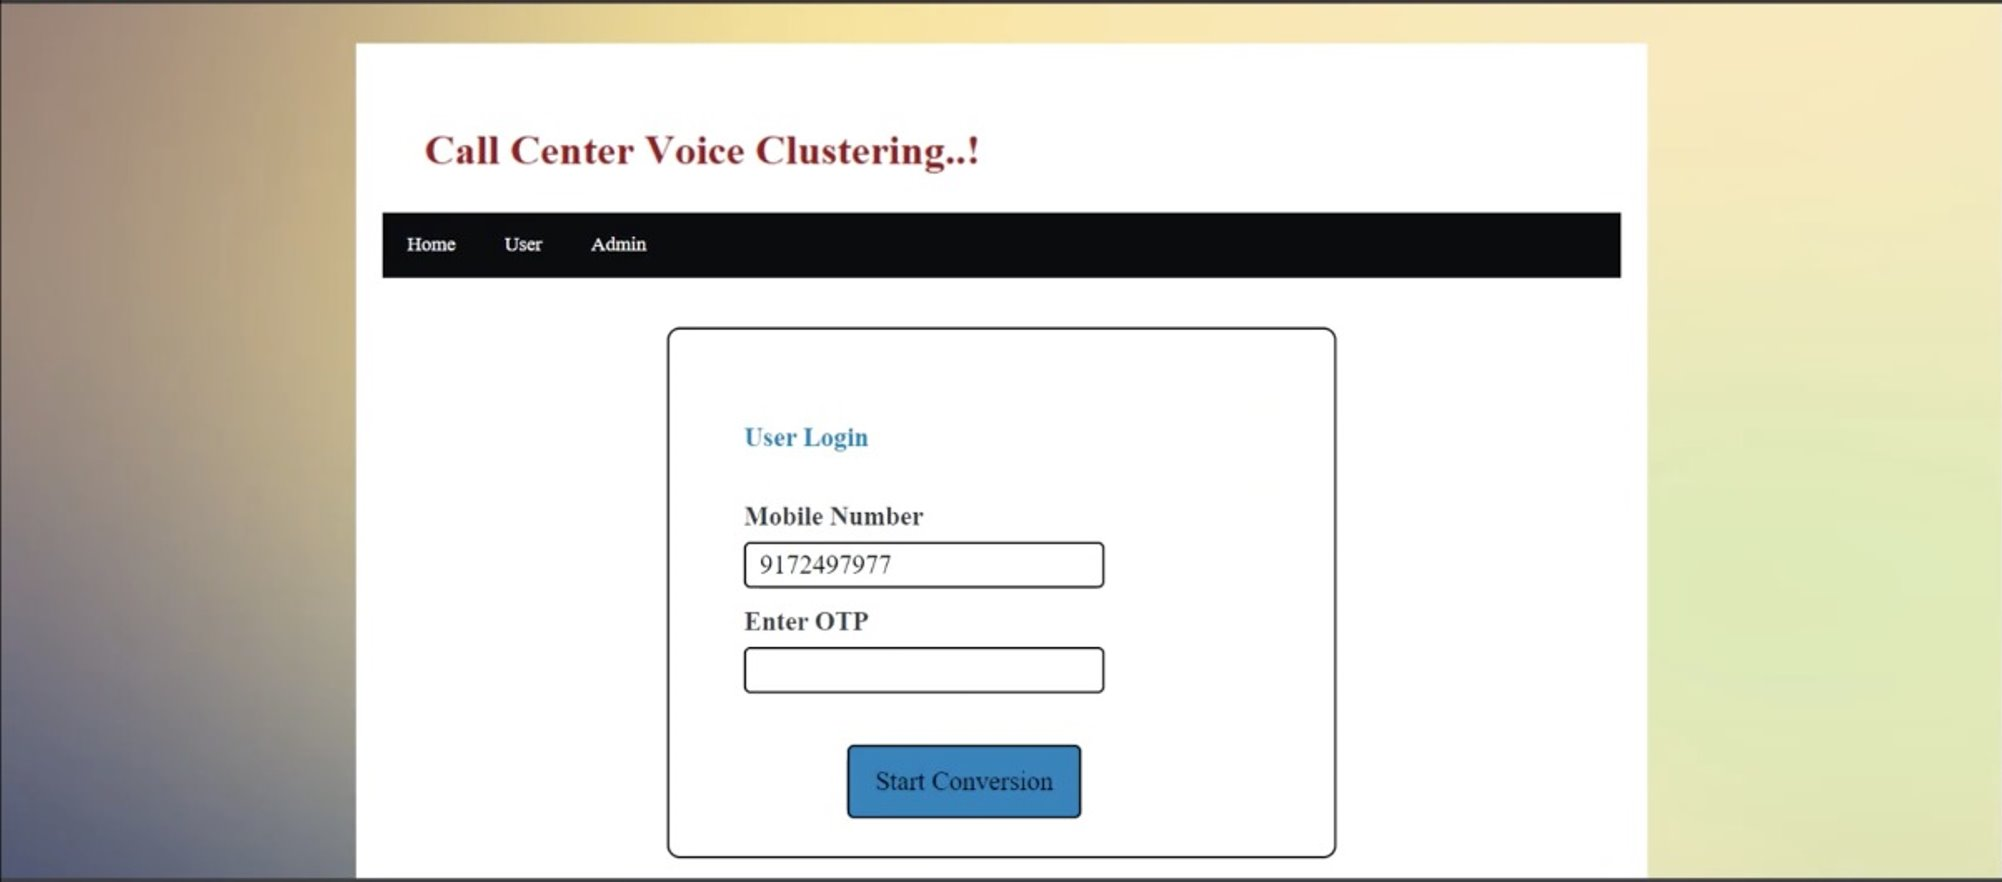 Call Center Voice Clustering..!
Home User Admin
User Login
Mobile Number
9172497977
Enter OTP
Start Conversion